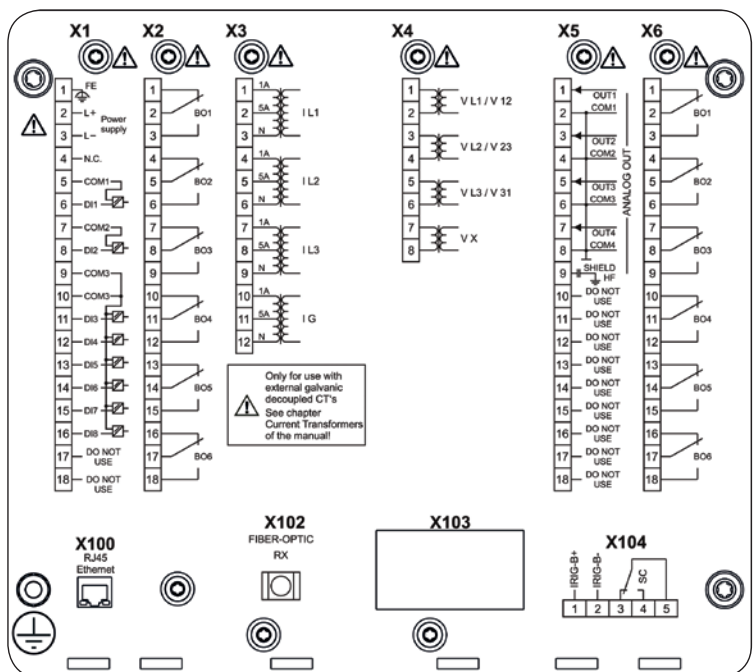 X1 X2 X3 X4 X5 X6
1 FE
2 L+ Power
3 L- supply
4 N.C.
5 COM1
6 DI1
7 COM2
8 DI2
9 COM3
10 COM3
11 DI3
12 DI4
13 DI5
14 DI6
15 DI7
16 DI8
17 DO NOT
USE
18 DO NOT
USE
1
2 BO1
3
4
5 BO2
6
7
8 BO3
9
10
11 BO4
12
13
14 BO5
15
16
17 BO6
18
1 1A
2 5A I L1
3 N
4 1A
5 5A I L2
6 N
7 1A
8 5A I L3
9 N
10 1A
11 5A I G
12 N
Only for use with
external galvanic
decoupled CT's
See chapter
Current Transformers
of the manual!
1
2 V L1 / V 12
3
4 V L2 / V 23
5
6 V L3 / V 31
7
8 V X
1 OUT1
2 COM1
3 OUT2
4 COM2
5 OUT3
6 COM3
7 OUT4
8 COM4
9 SHIELD
HF
ANALOG OUT
10 DO NOT
USE
11 DO NOT
USE
12 DO NOT
USE
13 DO NOT
USE
14 DO NOT
USE
15 DO NOT
USE
16 DO NOT
USE
17 DO NOT
USE
18 DO NOT
USE
1
2 BO1
3
4
5 BO2
6
7
8 BO3
9
10
11 BO4
12
13
14 BO5
15
16
17 BO6
18
X100
RJ45
Ethernet
X102
FIBER-OPTIC
RX
X103
X104
IRIG-B+
IRIG-B-
SC
1 2 3 4 5